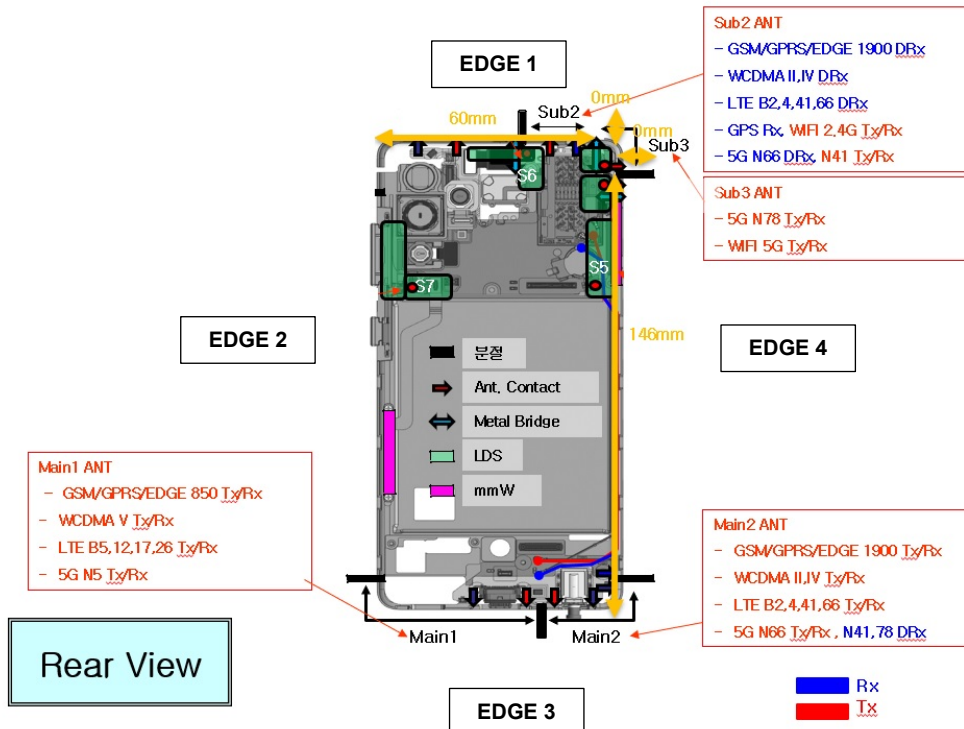 Sub2 ANT
- GSM/GPRS/EDGE 1900 DRx
- WCDMA II,IV DRx
- LTE B2,4,41,66 DRx
- GPS Rx, WIFI 2,4G Tx/Rx
- 5G N66 DRx, N41 Tx/Rx
EDGE 1
60mm
Sub2
0mm
0mm
Sub3
Sub3 ANT
- 5G N78 Tx/Rx
- WIFI 5G Tx/Rx
S6
S5
S7
EDGE 2
146mm
EDGE 4
분절
Ant. Contact
Metal Bridge
LDS
mmW
Main1 ANT
- GSM/GPRS/EDGE 850 Tx/Rx
- WCDMA V Tx/Rx
- LTE B5,12,17,26 Tx/Rx
- 5G N5 Tx/Rx
Main2 ANT
- GSM/GPRS/EDGE 1900 Tx/Rx
- WCDMA II,IV Tx/Rx
- LTE B2,4,41,66 Tx/Rx
- 5G N66 Tx/Rx , N41,78 DRx
Main1
Main2
Rear View
EDGE 3
Rx
Tx